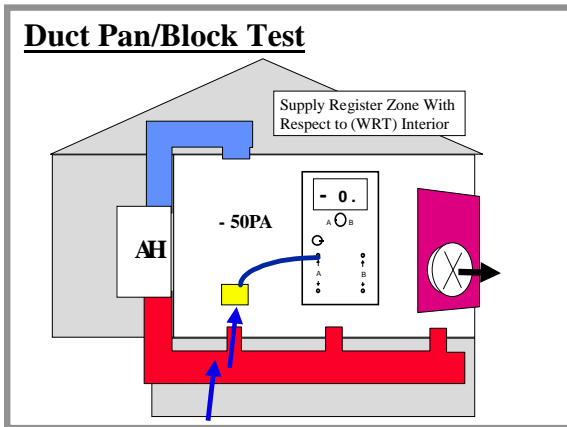 Duct Pan/Block Test
Supply Register Zone With
Respect to (WRT) Interior
- 0.
A B
- 50PA
AH
A B